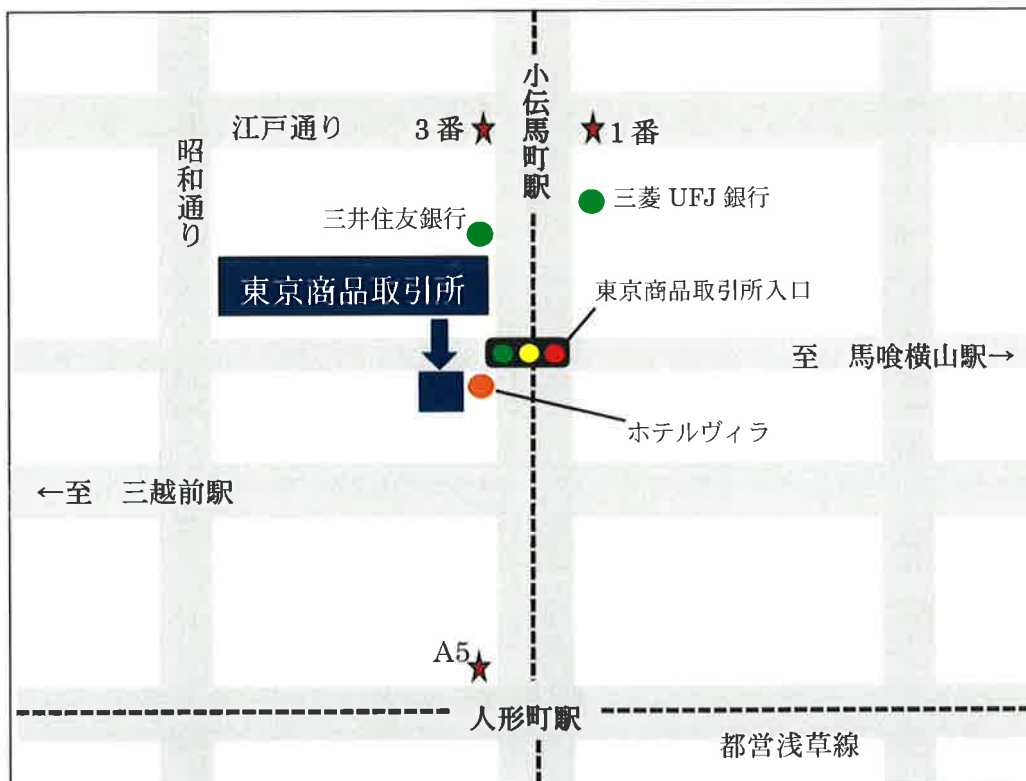 小伝馬町駅
江戸通り
3番
1番
昭和通り
三菱 UFJ 銀行
三井住友銀行
東京商品取引所
東京商品取引所入口
至 馬喰横山駅→
ホテルヴィラ
←至 三越前駅
A5
人形町駅
都営浅草線